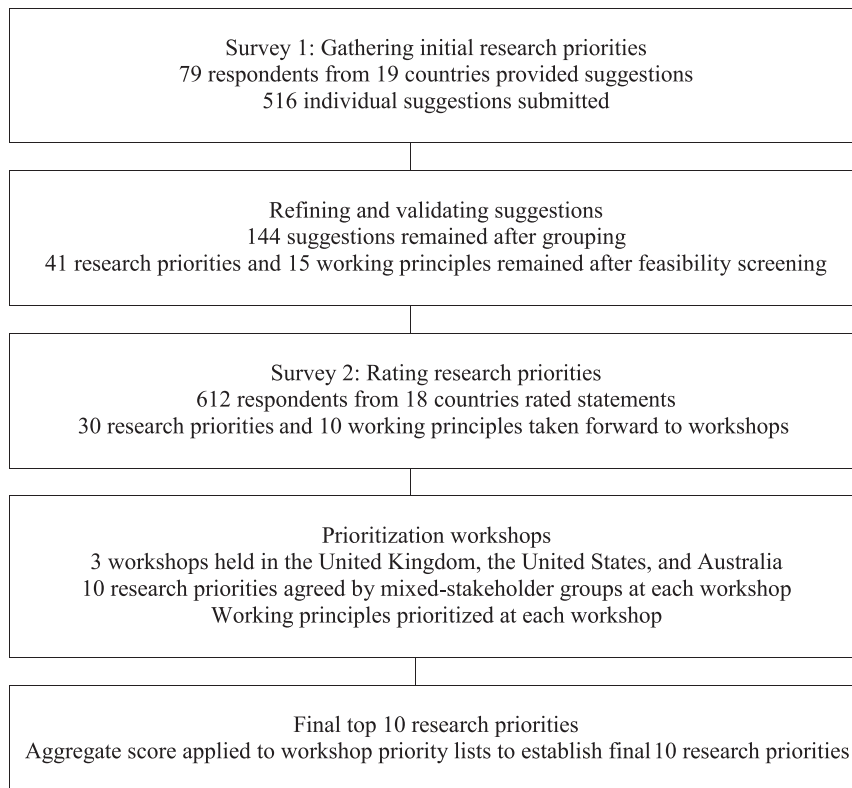 Survey 1: Gathering initial research priorities
79 respondents from 19 countries provided suggestions
516 individual suggestions submitted
Refining and validating suggestions
144 suggestions remained after grouping
41 research priorities and 15 working principles remained after feasibility screening
Survey 2: Rating research priorities
612 respondents from 18 countries rated statements
30 research priorities and 10 working principles taken forward to workshops
Prioritization workshops
3 workshops held in the United Kingdom, the United States, and Australia
10 research priorities agreed by mixed-stakeholder groups at each workshop
Working principles prioritized at each workshop
Final top 10 research priorities
Aggregate score applied to workshop priority lists to establish final 10 research priorities